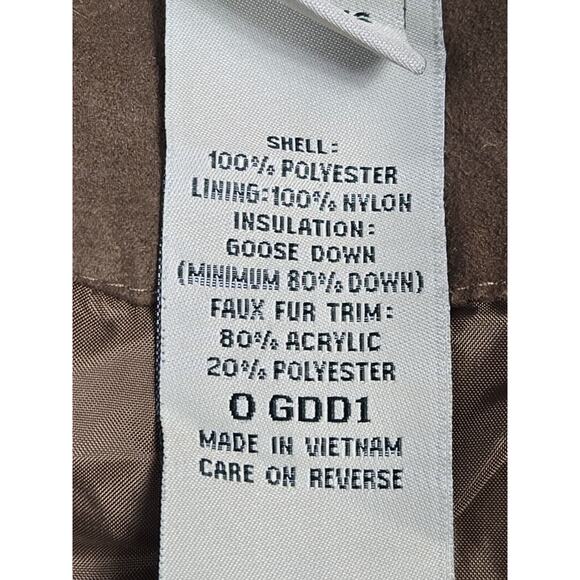 SHELL:
100% POLYESTER
LINING:100% NYLON
INSULATION:
GOOSE DOWN
(MINIMUM 80% DOWN)
FAUX FUR TRIM:
80% ACRYLIC
20% POLYESTER
O GDD1
MADE IN VIETNAM
CARE ON REVERSE